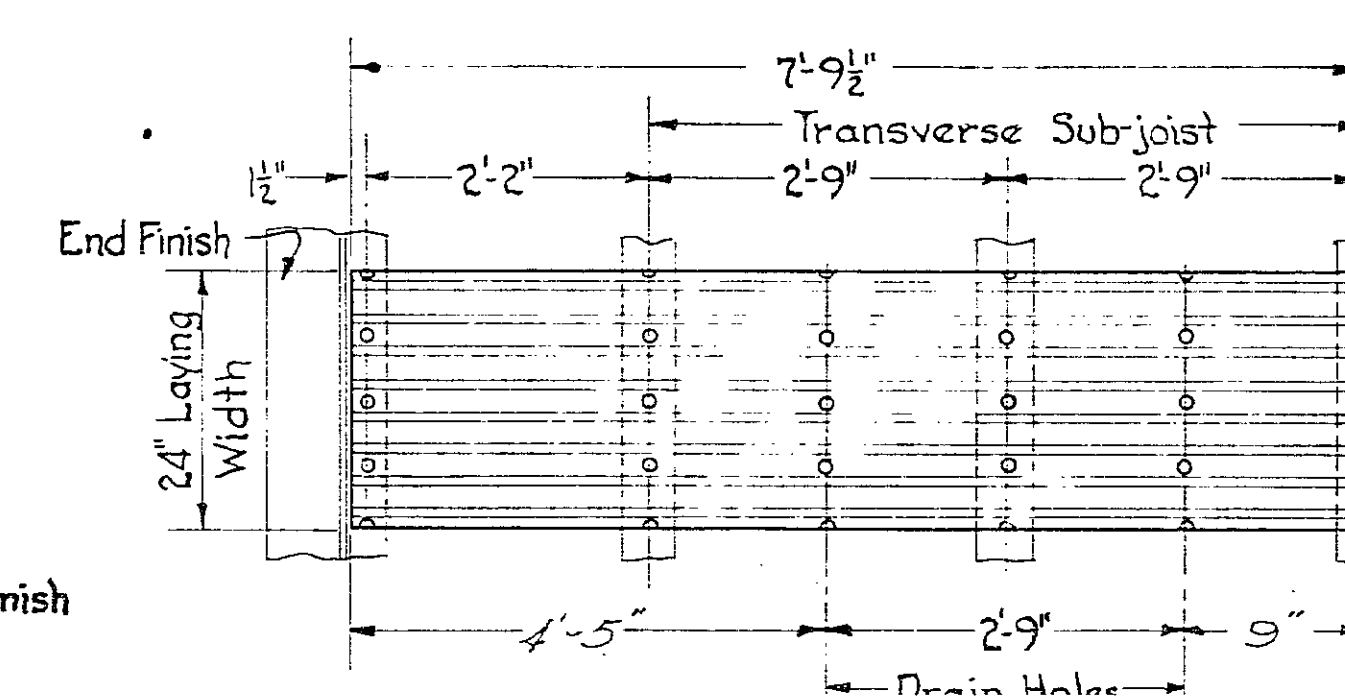 7'-9½"
Transverse Sub-joist
1½" 2'-2" 2'-9" 2'-9"
End Finish
24" Laying
Width
nish
4'-5" 2'-9" 9"
Drain Holes